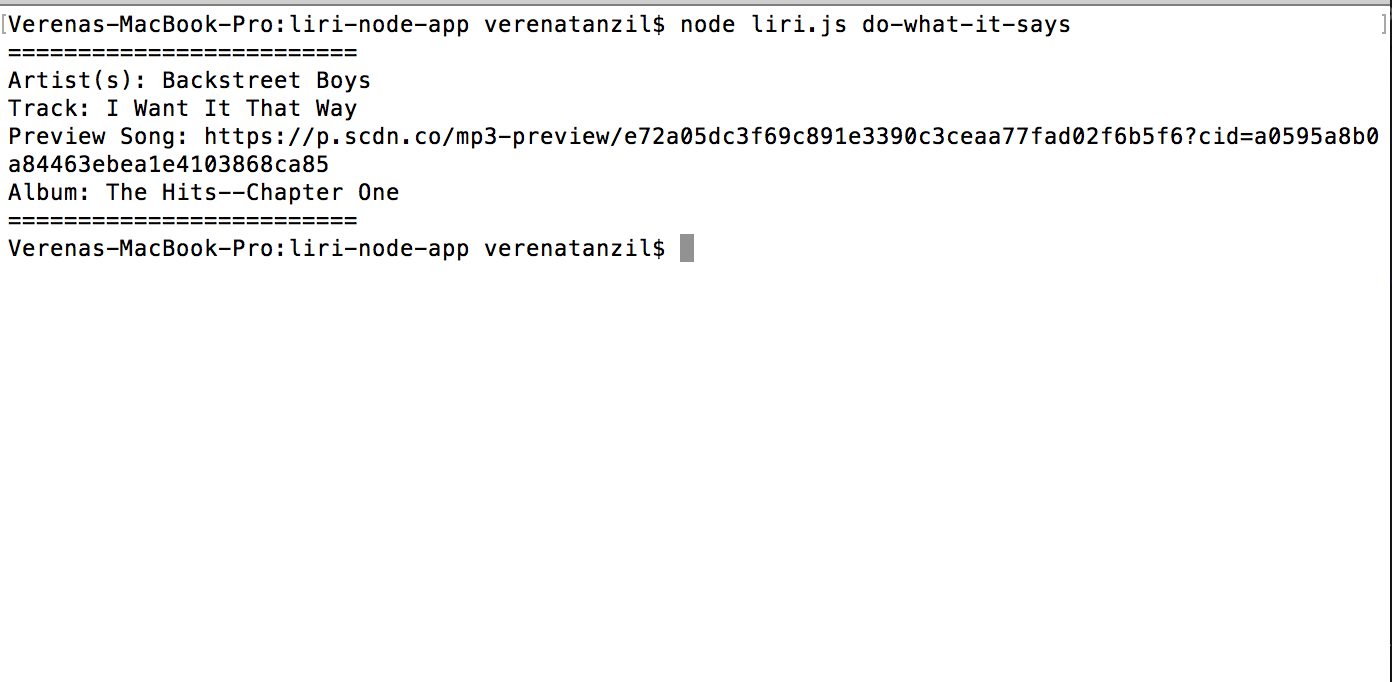 [Verenas-MacBook-Pro:liri-node-app verenatanzil$ node liri.js do-what-it-says ]
=========================
Artist(s): Backstreet Boys
Track: I Want It That Way
Preview Song: https://p.scdn.co/mp3-preview/e72a05dc3f69c891e3390c3ceaa77fad02f6b5f6?cid=a0595a8b0
a84463ebea1e4103868ca85
Album: The Hits--Chapter One
=========================
Verenas-MacBook-Pro:liri-node-app verenatanzil$